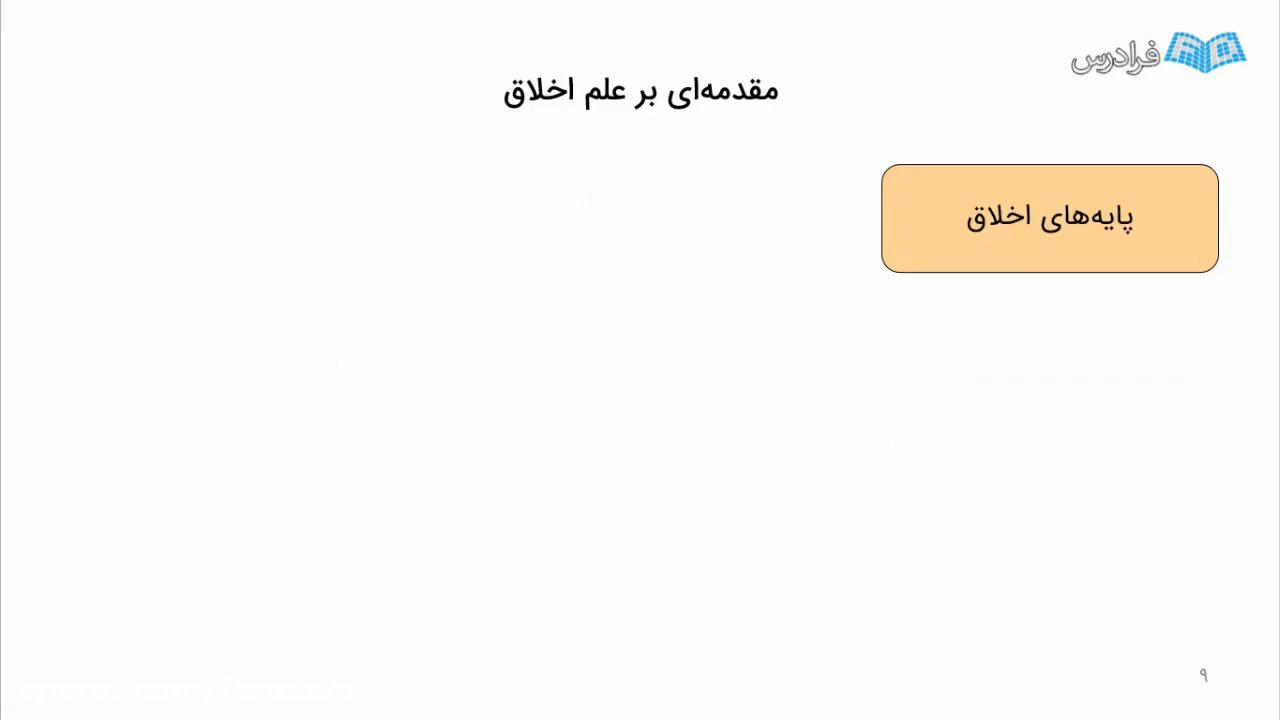 فرادرس
مقدمه‌ای بر علم اخلاق
پایه‌های اخلاق
۹